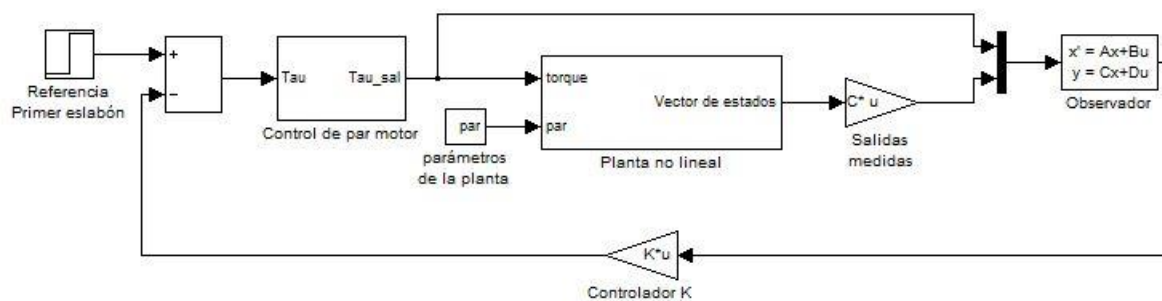 +
−
Referencia
Primer eslabón
Tau
Tau_sal
Control de par motor
par
parámetros
de la planta
torque
par
Vector de estados
Planta no lineal
C* u
Salidas
medidas
x' = Ax+Bu
y = Cx+Du
Observador
K*u
Controlador K